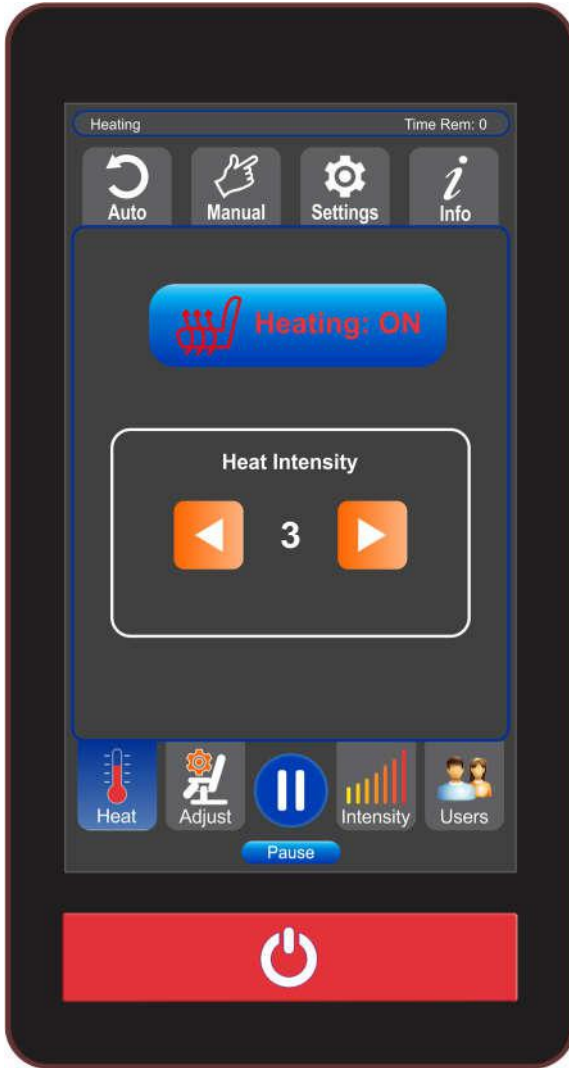 Heating Time Rem: 0
Auto Manual Settings Info
Heating: ON
Heat Intensity
3
Heat Adjust Intensity Users
Pause